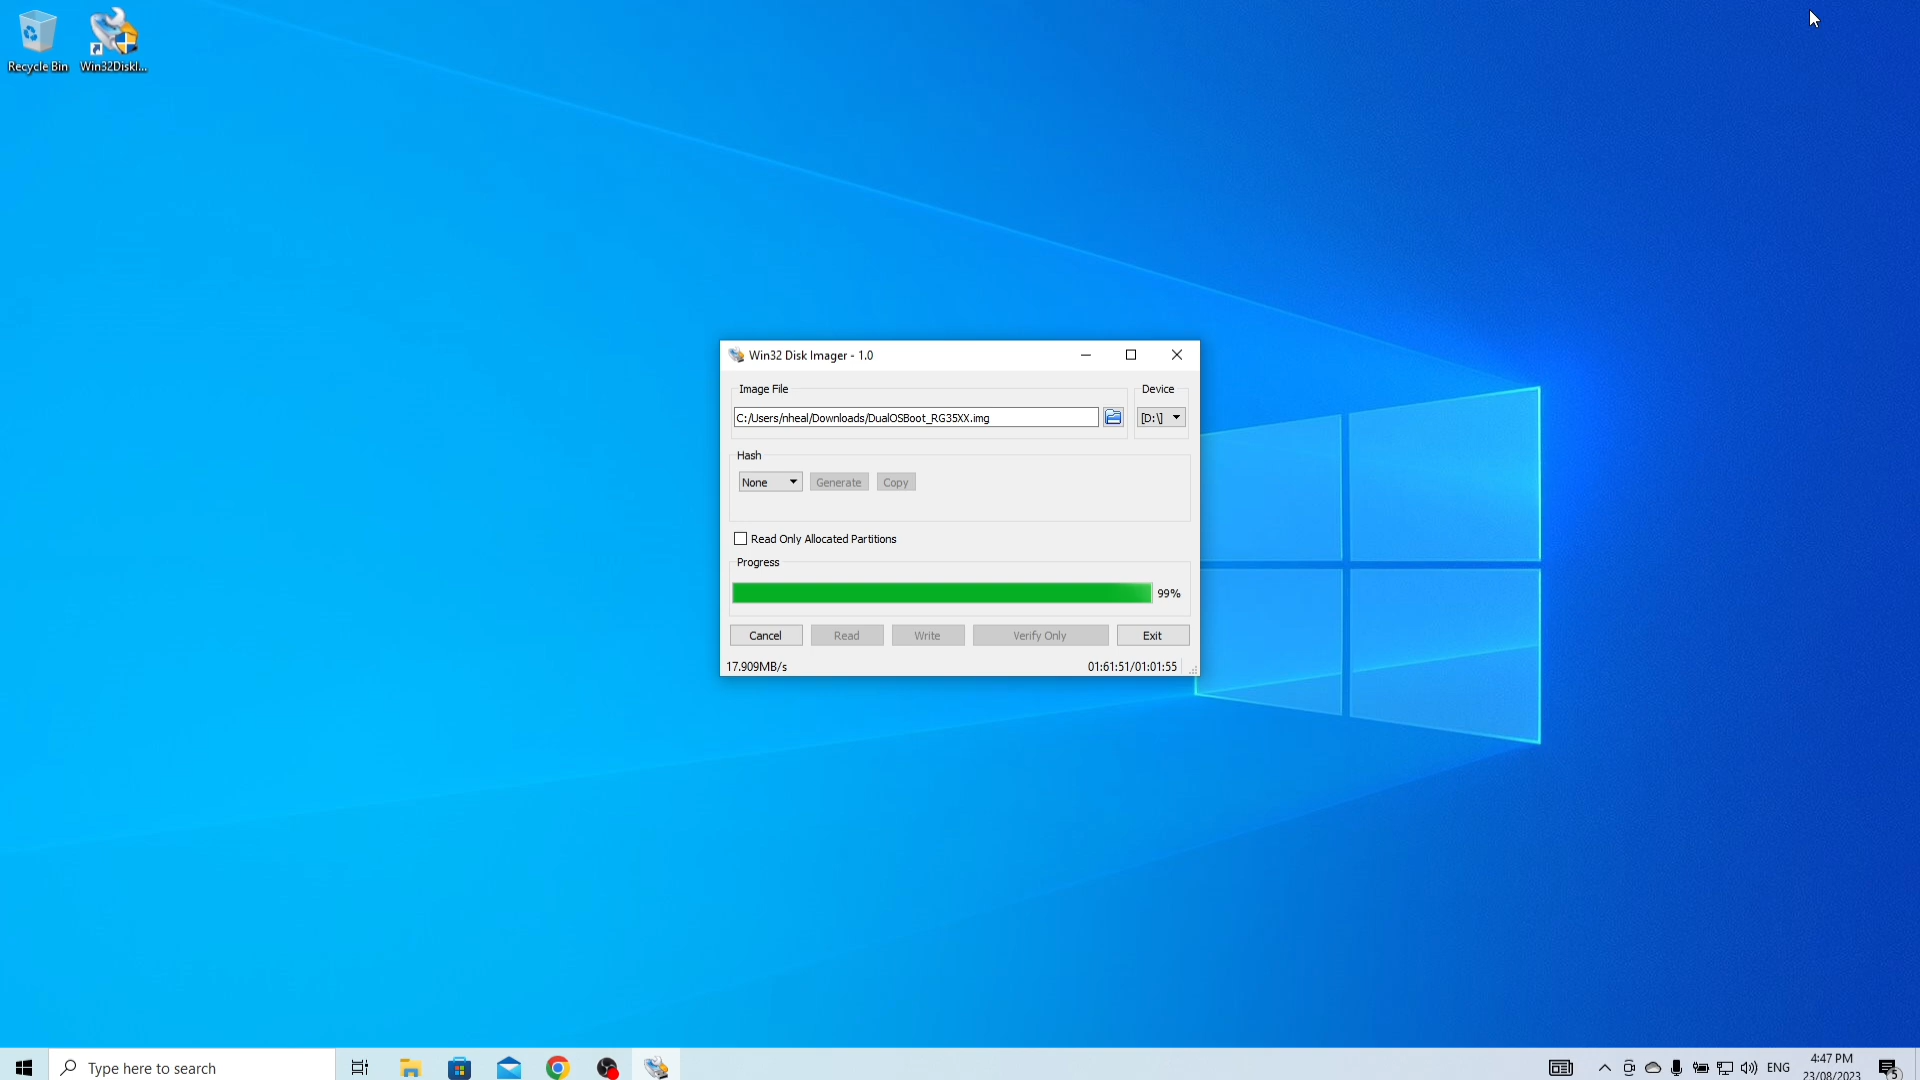 Recycle Bin
Win32DiskI...
Win32 Disk Imager - 1.0
Image File
Device
C:/Users/nheal/Downloads/DualOSBoot_RG35XX.img
[D:\]
Hash
None
Generate
Copy
Read Only Allocated Partitions
Progress
99%
Cancel
Read
Write
Verify Only
Exit
17.909MB/s
01:61:51/01:01:55
Type here to search
ENG
4:47 PM
23/08/2023
5